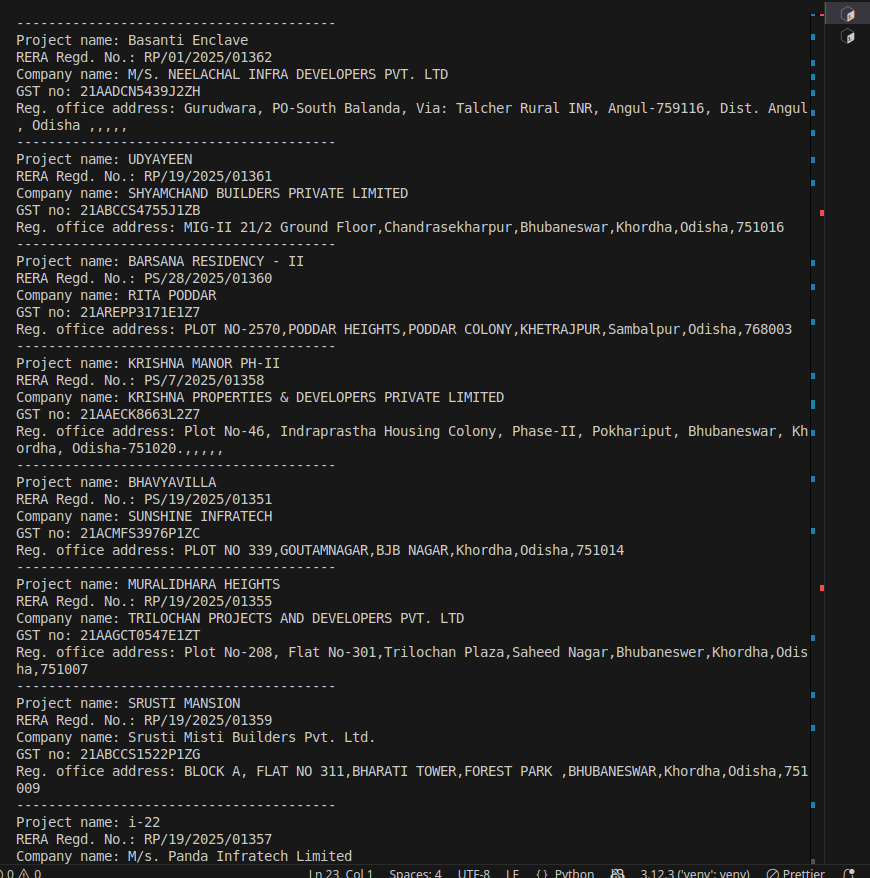 ----------------------------------------
Project name: Basanti Enclave
RERA Regd. No.: RP/01/2025/01362
Company name: M/S. NEELACHAL INFRA DEVELOPERS PVT. LTD
GST no: 21AADCN5439J2ZH
Reg. office address: Gurudwara, PO-South Balanda, Via: Talcher Rural INR, Angul-759116, Dist. Angul
, Odisha ,,,,,
----------------------------------------
Project name: UDYAYEEN
RERA Regd. No.: RP/19/2025/01361
Company name: SHYAMCHAND BUILDERS PRIVATE LIMITED
GST no: 21ABCCS4755J1ZB
Reg. office address: MIG-II 21/2 Ground Floor,Chandrasekharpur,Bhubaneswar,Khordha,Odisha,751016
----------------------------------------
Project name: BARSANA RESIDENCY - II
RERA Regd. No.: PS/28/2025/01360
Company name: RITA PODDAR
GST no: 21AREPP3171E1Z7
Reg. office address: PLOT NO-2570,PODDAR HEIGHTS,PODDAR COLONY,KHETRAJPUR,Sambalpur,Odisha,768003
----------------------------------------
Project name: KRISHNA MANOR PH-II
RERA Regd. No.: PS/7/2025/01358
Company name: KRISHNA PROPERTIES & DEVELOPERS PRIVATE LIMITED
GST no: 21AAECK8663L2Z7
Reg. office address: Plot No-46, Indraprastha Housing Colony, Phase-II, Pokhariput, Bhubaneswar, Kh
ordha, Odisha-751020.,,,,,
----------------------------------------
Project name: BHAVYAVILLA
RERA Regd. No.: PS/19/2025/01351
Company name: SUNSHINE INFRATECH
GST no: 21ACMFS3976P1ZC
Reg. office address: PLOT NO 339,GOUTAMNAGAR,BJB NAGAR,Khordha,Odisha,751014
----------------------------------------
Project name: MURALIDHARA HEIGHTS
RERA Regd. No.: RP/19/2025/01355
Company name: TRILOCHAN PROJECTS AND DEVELOPERS PVT. LTD
GST no: 21AAGCT0547E1ZT
Reg. office address: Plot No-208, Flat No-301,Trilochan Plaza,Saheed Nagar,Bhubaneswer,Khordha,Odis
ha,751007
----------------------------------------
Project name: SRUSTI MANSION
RERA Regd. No.: RP/19/2025/01359
Company name: Srusti Misti Builders Pvt. Ltd.
GST no: 21ABCCS1522P1ZG
Reg. office address: BLOCK A, FLAT NO 311,BHARATI TOWER,FOREST PARK ,BHUBANESWAR,Khordha,Odisha,751
009
----------------------------------------
Project name: i-22
RERA Regd. No.: RP/19/2025/01357
Company name: M/s. Panda Infratech Limited
0 0 Ln 23, Col 1 Spaces: 4 UTF-8 LF {} Python 3.12.3 ('venv': venv) Prettier